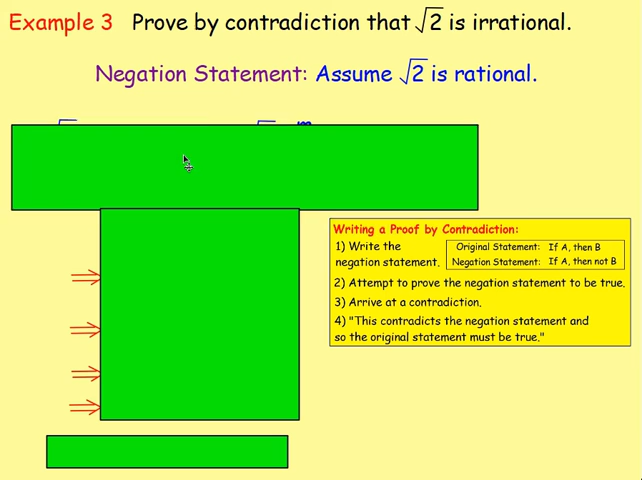 Example 3 Prove by contradiction that √2 is irrational.
Negation Statement: Assume √2 is rational.
Writing a Proof by Contradiction:
1) Write the negation statement.
Original Statement: If A, then B
Negation Statement: If A, then not B
2) Attempt to prove the negation statement to be true.
3) Arrive at a contradiction.
4) "This contradicts the negation statement and
so the original statement must be true."